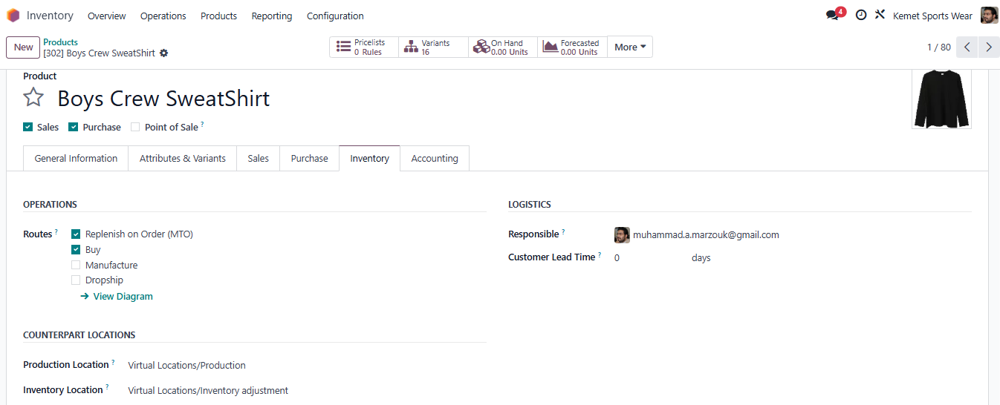 Inventory Overview Operations Products Reporting Configuration 4 Kemet Sports Wear
New Products
[302] Boys Crew SweatShirt
Pricelists
0 Rules
Variants
16
On Hand
0.00 Units
Forecasted
0.00 Units
More
1 / 80
Product
Boys Crew SweatShirt
Sales Purchase Point of Sale ?
General Information Attributes & Variants Sales Purchase Inventory Accounting
OPERATIONS
Routes ? Replenish on Order (MTO)
Buy
Manufacture
Dropship
View Diagram
LOGISTICS
Responsible ? muhammad.a.marzouk@gmail.com
Customer Lead Time ? 0 days
COUNTERPART LOCATIONS
Production Location ? Virtual Locations/Production
Inventory Location ? Virtual Locations/Inventory adjustment